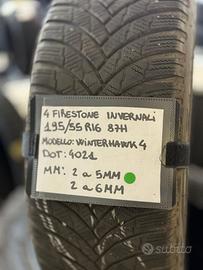 4 FIRESTONE INVERNALI
195/55 R16 87H
MODELLO: WINTERHAWK 4
DOT: 4021
MM: 2 a 5MM
2 a 6MM
subito